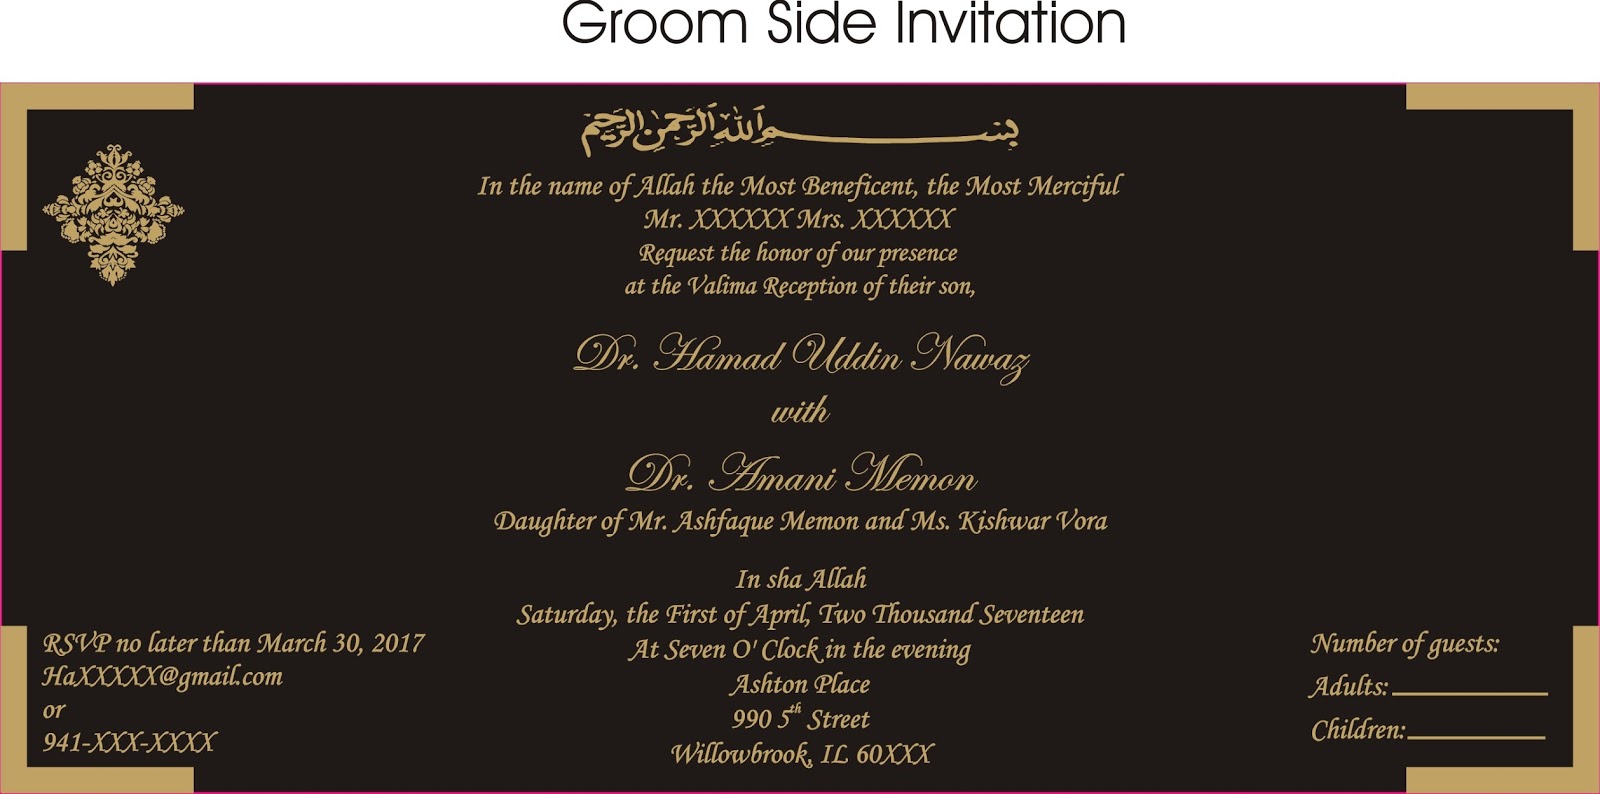 Groom Side Invitation
بسم الله الرحمن الرحيم
In the name of Allah the Most Beneficent, the Most Merciful
Mr. XXXXXX Mrs. XXXXXX
Request the honor of our presence
at the Valima Reception of their son,
Dr. Hamad Uddin Nawaz
with
Dr. Amani Memon
Daughter of Mr. Ashfaque Memon and Ms. Kishwar Vora
In sha Allah
Saturday, the First of April, Two Thousand Seventeen
At Seven O' Clock in the evening
Ashton Place
990 5th Street
Willowbrook, IL 60XXX
RSVP no later than March 30, 2017
HaXXXXX@gmail.com
or
941-XXX-XXXX
Number of guests:
Adults:
Children: